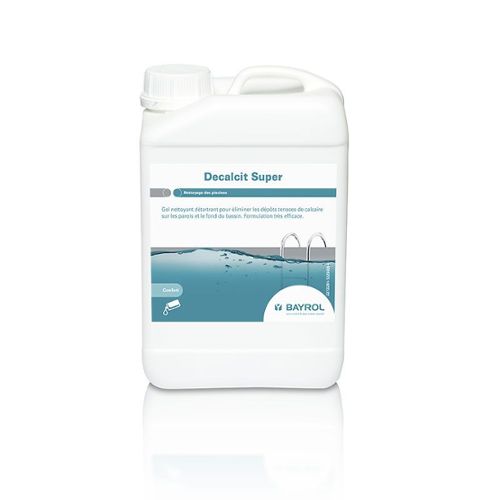 Decalcit Super
Nettoyage des piscines
Gel nettoyant détartrant pour éliminer les dépôts tenaces de calcaire
sur les parois et le fond du bassin. Formulation très efficace.
Confort
BAYROL